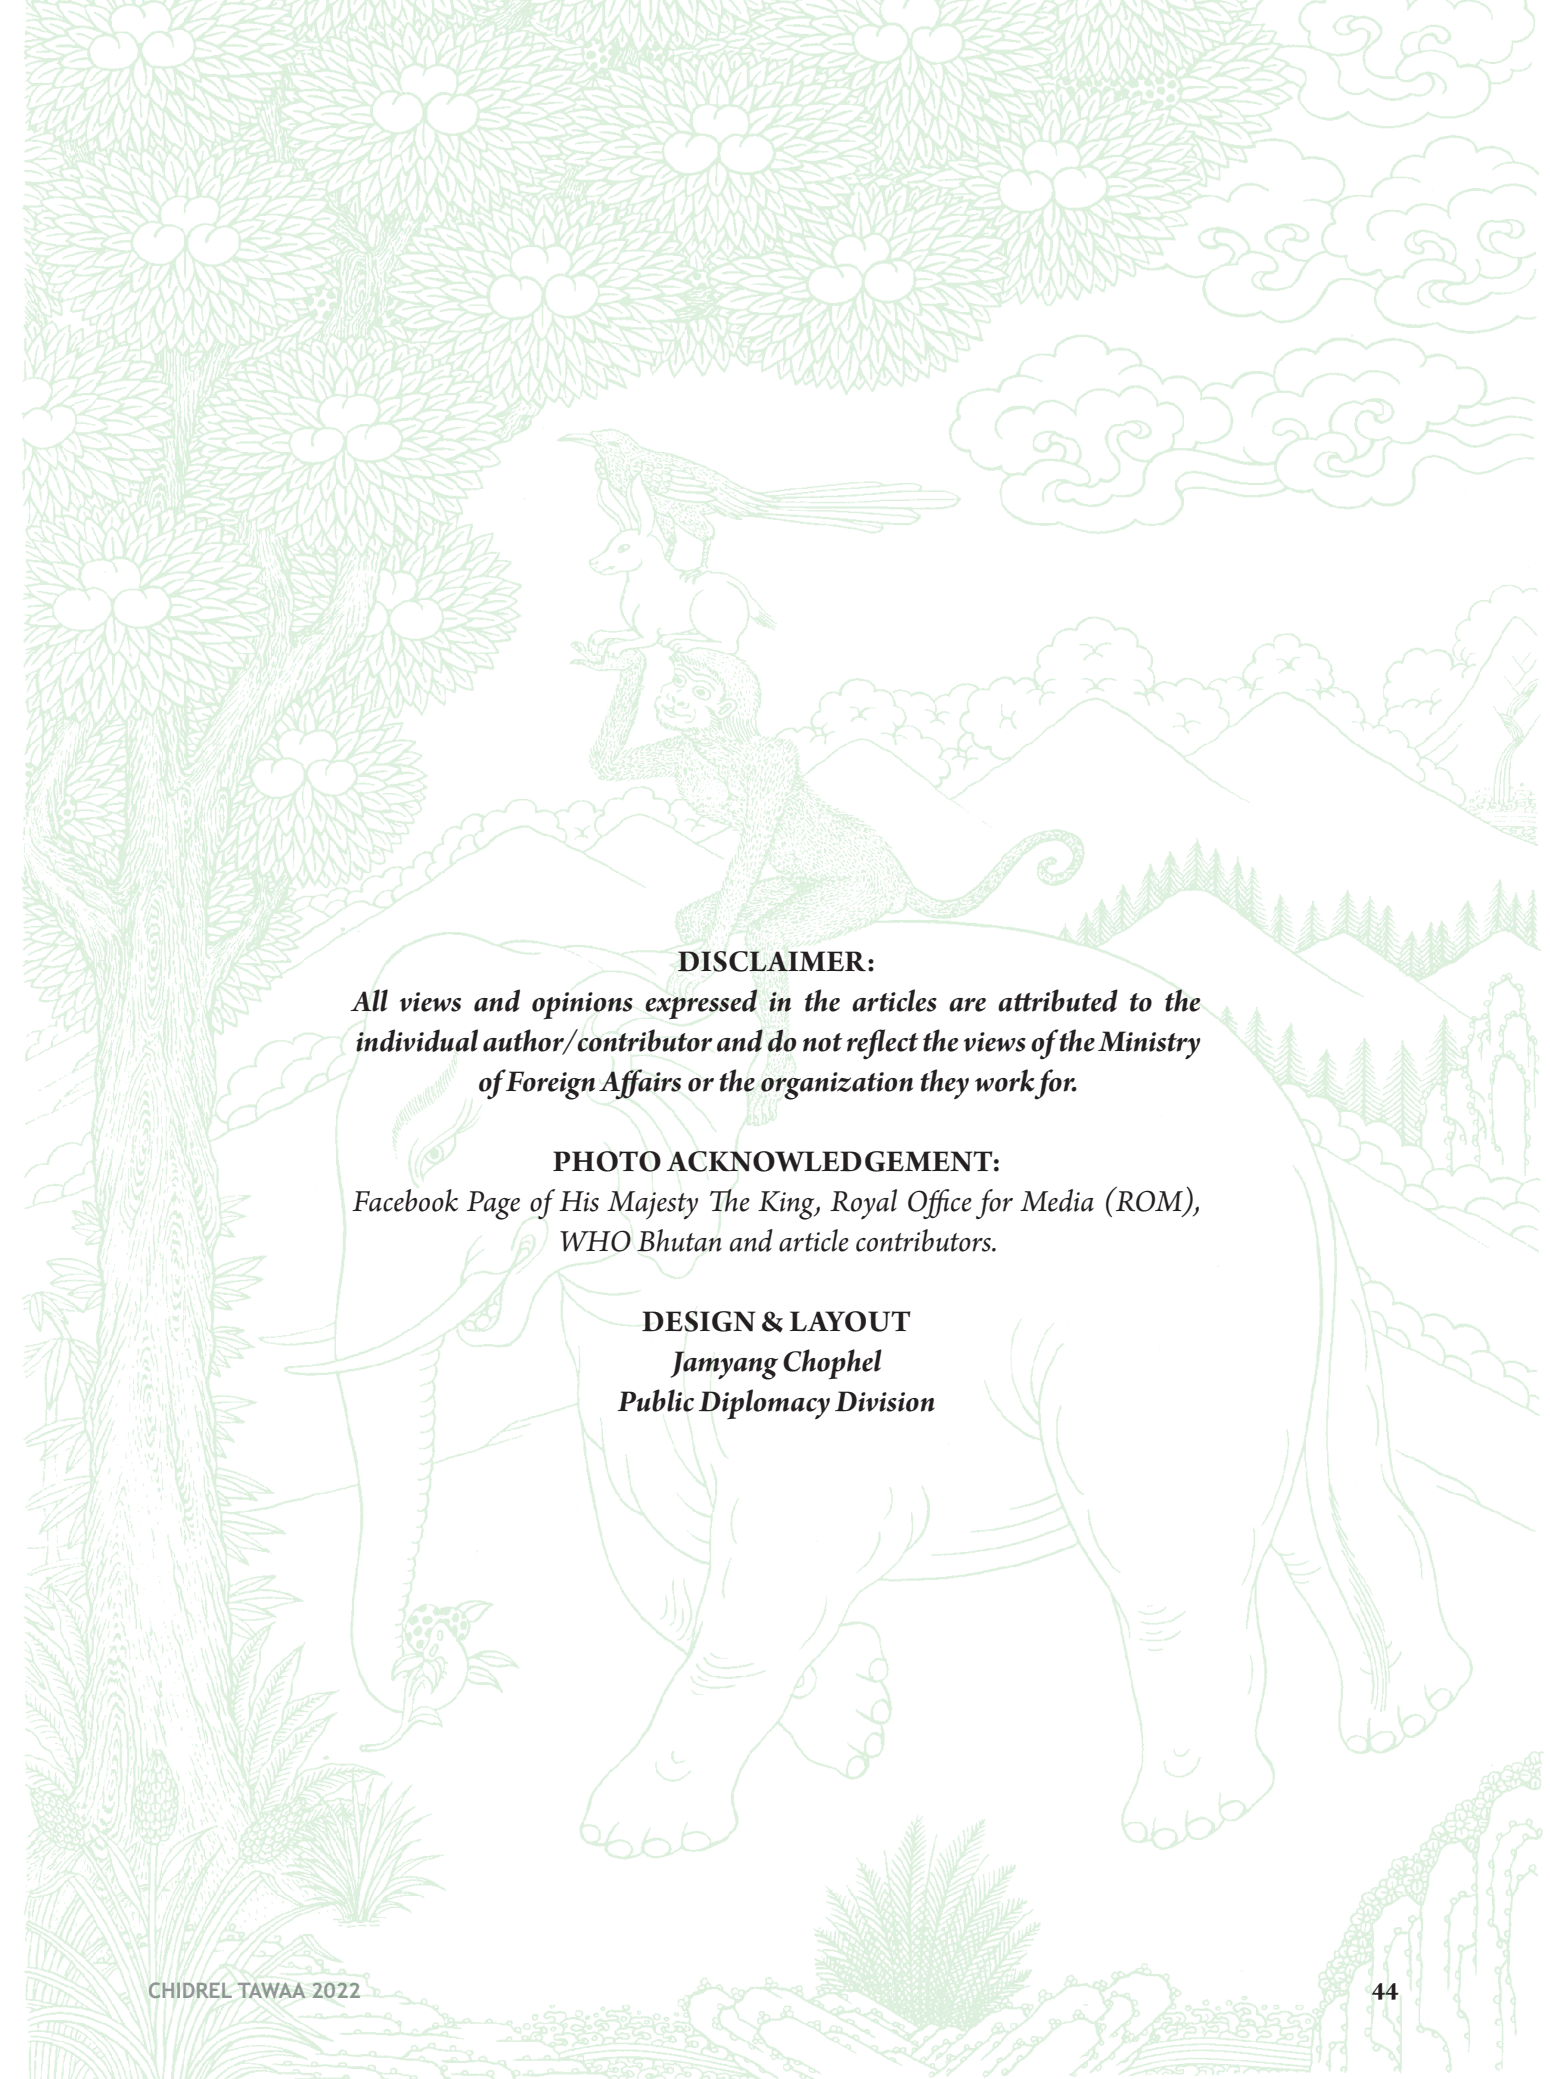 DISCLAIMER:
All views and opinions expressed in the articles are attributed to the
individual author/contributor and do not reflect the views of the Ministry
of Foreign Affairs or the organization they work for.
PHOTO ACKNOWLEDGEMENT:
Facebook Page of His Majesty The King, Royal Office for Media (ROM),
WHO Bhutan and article contributors.
DESIGN & LAYOUT
Jamyang Chophel
Public Diplomacy Division
CHIDREL TAWAA 2022
44